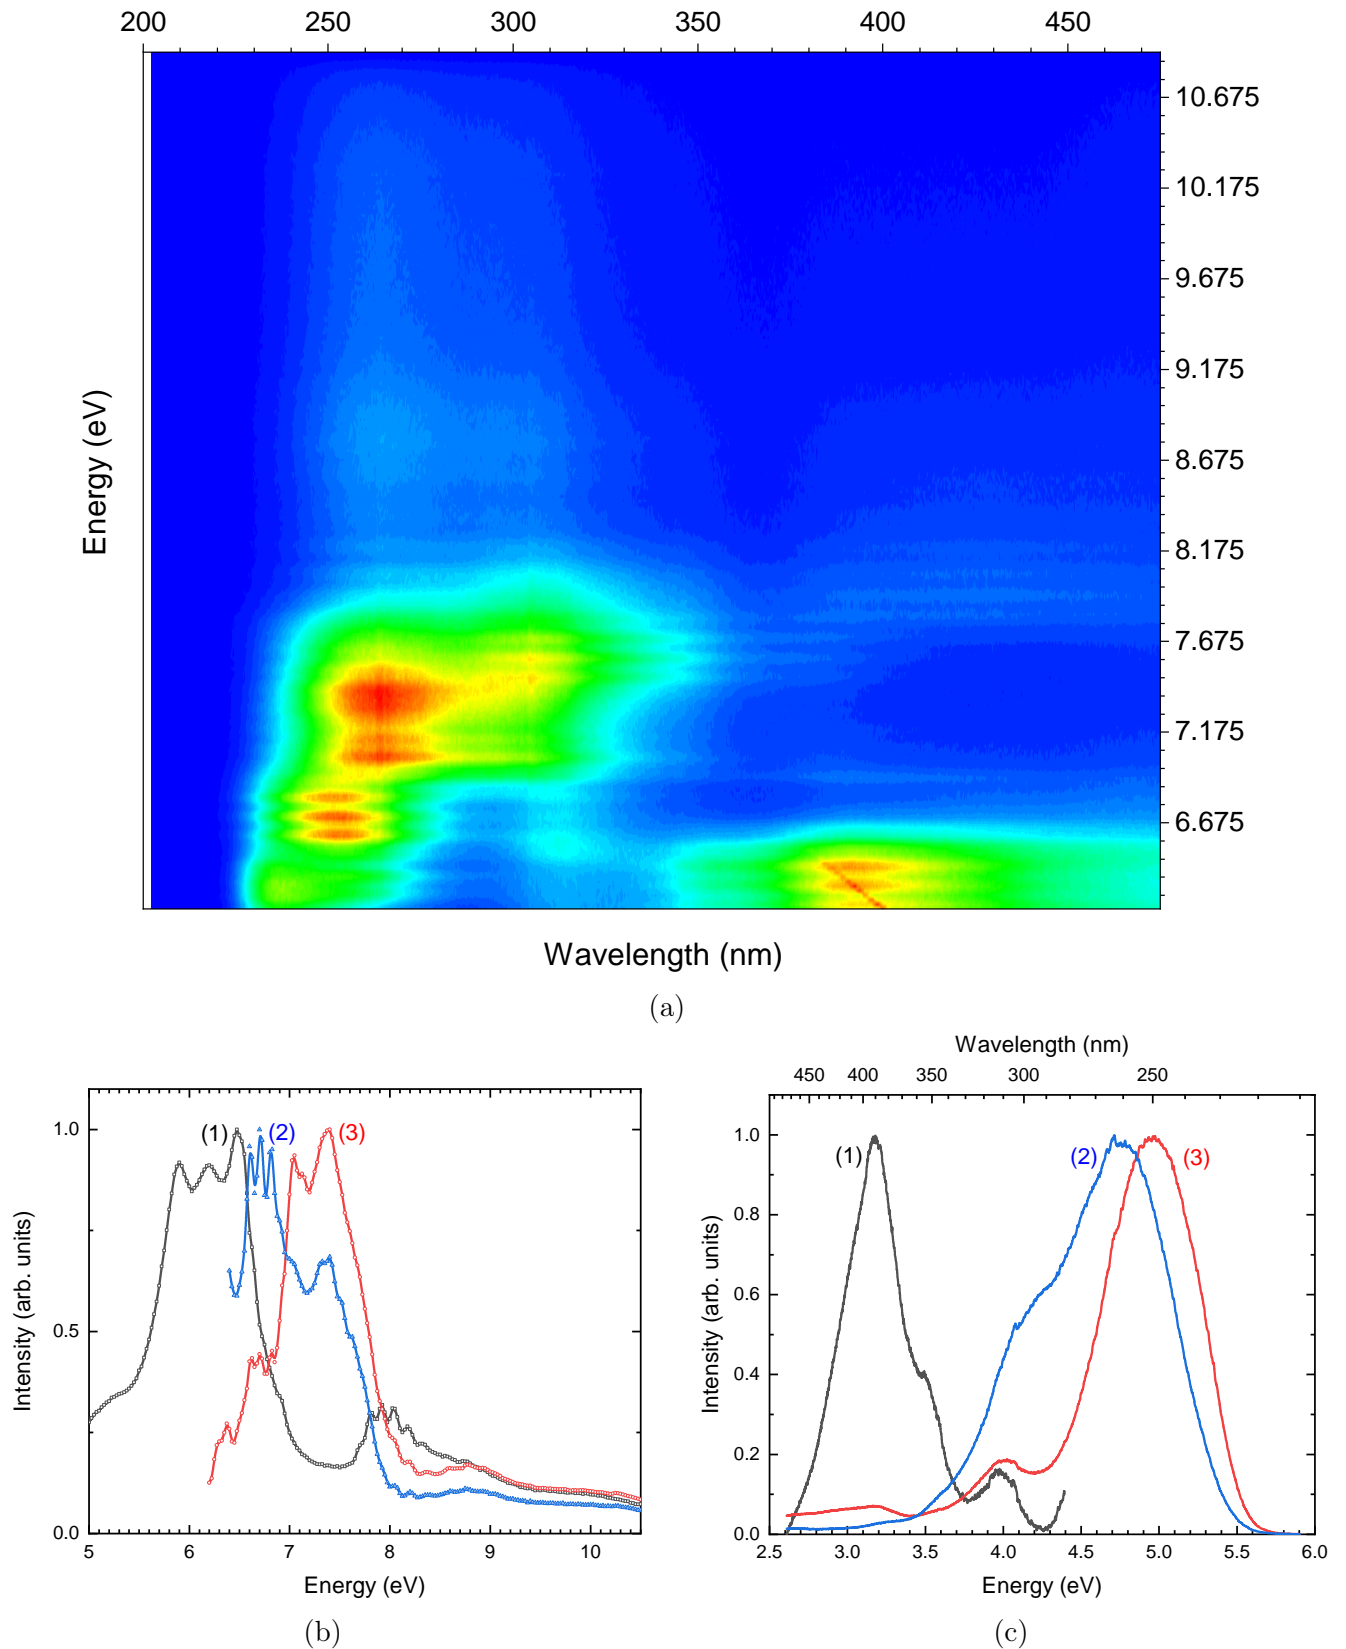 200 250 300 350 400 450
10.675
10.175
9.675
9.175
8.675
8.175
7.675
7.175
6.675
Energy (eV)
Wavelength (nm)
(a)
1.0
0.5
0.0
Intensity (arb. units)
(1) (2) (3)
5 6 7 8 9 10
Energy (eV)
(b)
Wavelength (nm)
450 400 350 300 250
1.0
0.8
0.6
0.4
0.2
0.0
Intensity (arb. units)
(1) (2) (3)
2.5 3.0 3.5 4.0 4.5 5.0 5.5 6.0
Energy (eV)
(c)